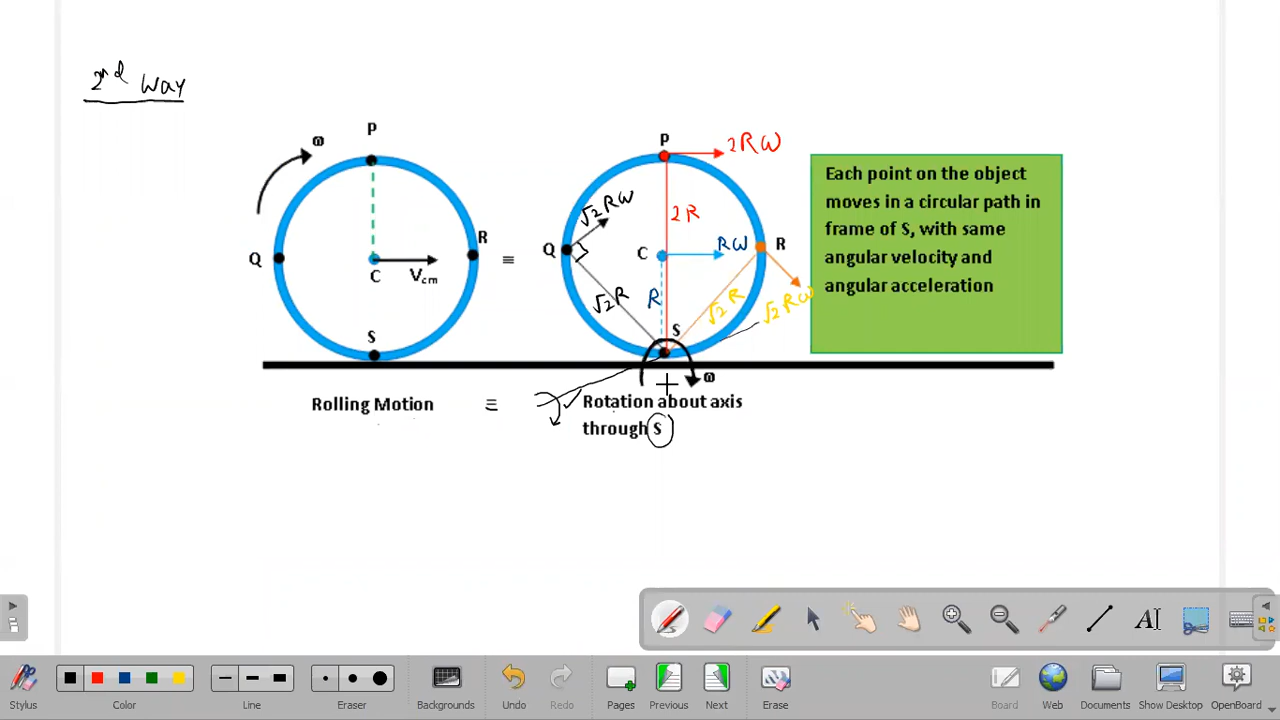 2nd Way
P
ω
Q
R
C
Vcm
S
≡
P
2Rω
√2Rω
2R
Q
C
Rω
R
√2R
R
√2R
√2Rω
S
ω
Each point on the object
moves in a circular path in
frame of S, with same
angular velocity and
angular acceleration
Rolling Motion
≡
✓Rotation about axis
through S
Stylus
Color
Line
Eraser
Backgrounds
Undo
Redo
Pages
Previous
Next
Erase
Board
Web
Documents
Show Desktop
OpenBoard